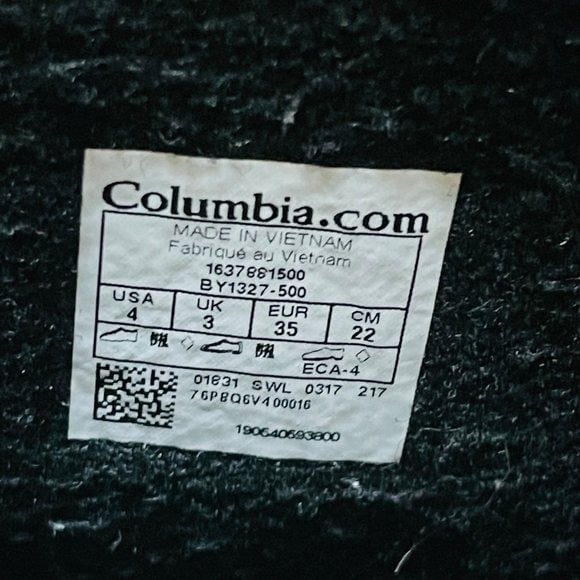 Columbia.com
MADE IN VIETNAM
Fabriqué au Vietnam
1637881500
BY1327-500
USA UK EUR CM
4 3 35 22
ECA-4
01831 SWL 0317 217
76PBQ6V400016
190540593800